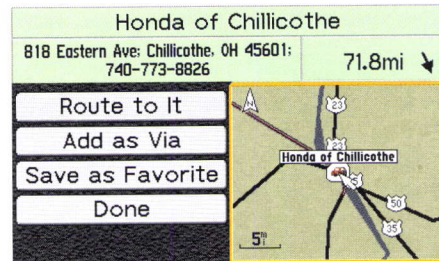 Honda of Chillicothe
818 Eastern Ave; Chillicothe, OH 45601;
740-773-8826
71.8mi
Route to It
Add as Via
Save as Favorite
Done
23
23
Honda of Chillicothe
50
35
5mi